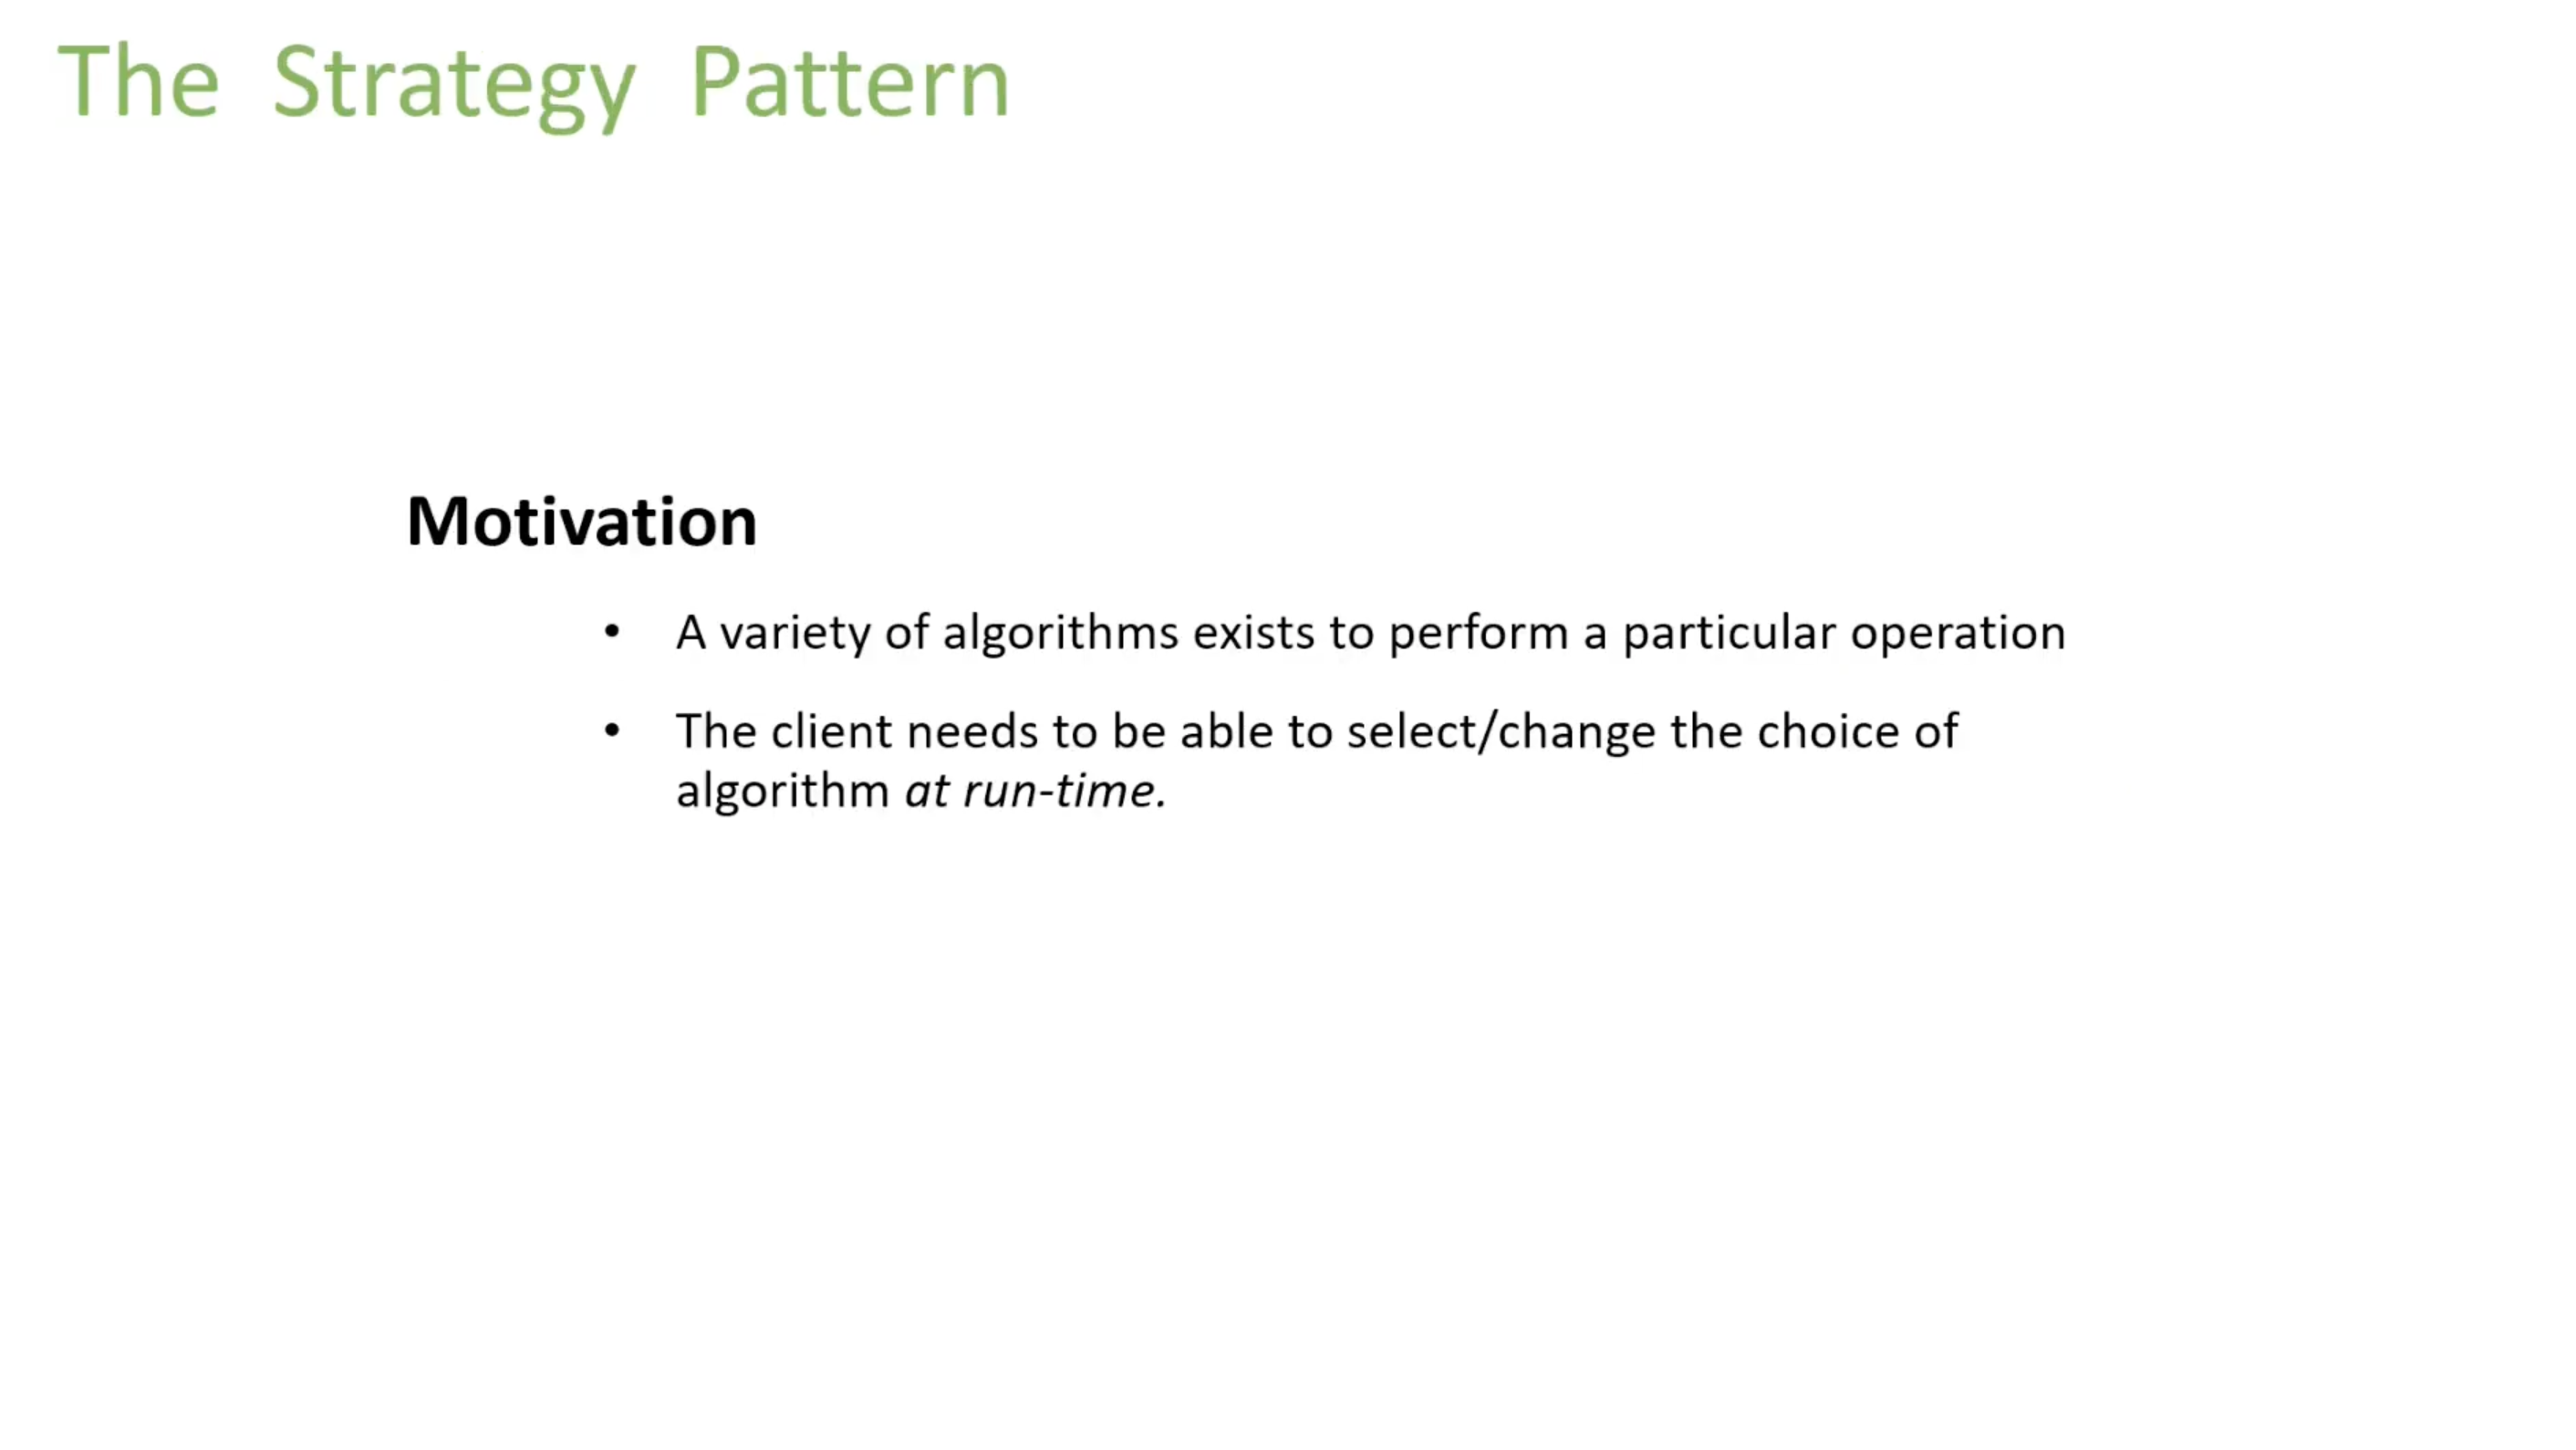 The Strategy Pattern
Motivation
• A variety of algorithms exists to perform a particular operation
• The client needs to be able to select/change the choice of
algorithm at run-time.